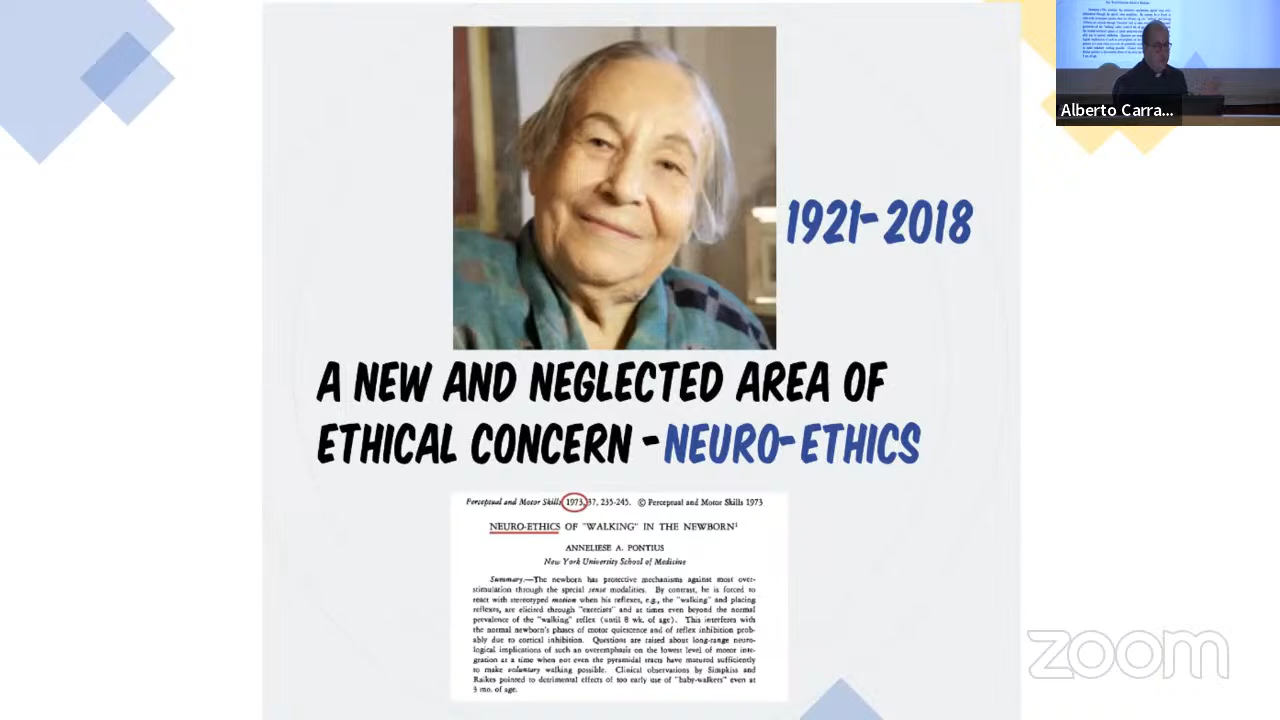 1921-2018
A NEW AND NEGLECTED AREA OF
ETHICAL CONCERN - NEURO-ETHICS
Perceptual and Motor Skills, 1973, 37, 235-245. © Perceptual and Motor Skills 1973
NEURO-ETHICS OF "WALKING" IN THE NEWBORN¹
ANNELIESE A. PONTIUS
New York University School of Medicine
Summary.—The newborn has protective mechanisms against most over-
stimulation through the special sense modalities. By contrast, he is forced to
react with stereotyped motion when his reflexes, e.g., the "walking" and placing
reflexes, are elicited through "exercises" and at times even beyond the normal
prevalence of the "walking" reflex (until 8 wk. of age). This interferes with
the normal newborn's phases of motor quiescence and of reflex inhibition prob-
ably due to cortical inhibition. Questions are raised about long-range neuro-
logical implications of such an overemphasis on the lowest level of motor inte-
gration at a time when not even the pyramidal tracts have matured sufficiently
to make voluntary walking possible. Clinical observations by Simpkiss and
Raikes pointed to detrimental effects of too early use of "baby-walkers" even at
3 mo. of age.
Alberto Carra...
zoom